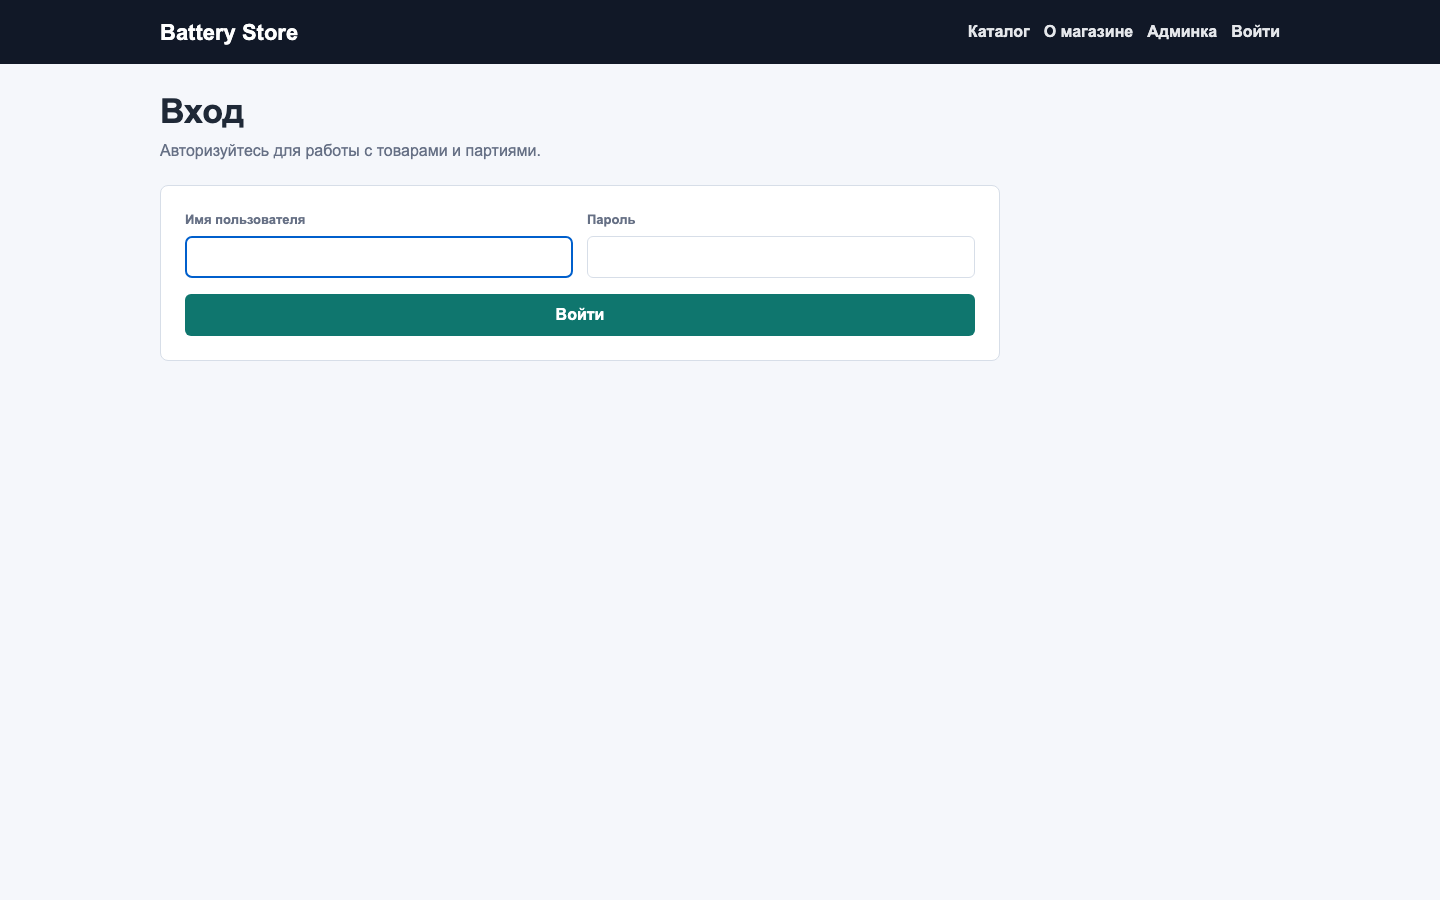 Battery Store
Каталог О магазине Админка Войти
Вход
Авторизуйтесь для работы с товарами и партиями.
Имя пользователя Пароль
Войти